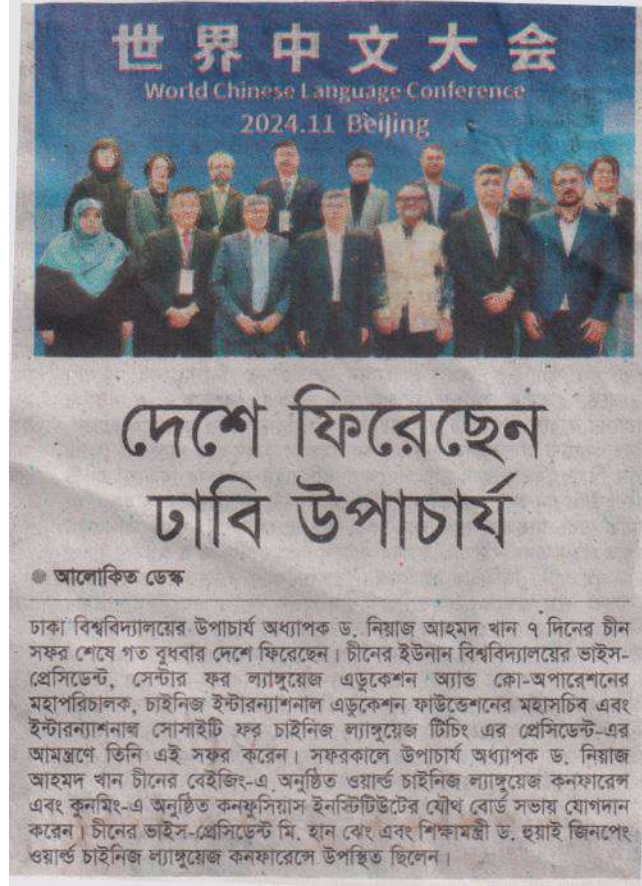 世界中文大会
World Chinese Language Conference
2024.11 Beijing
দেশে ফিরেছেন
ঢাবি উপাচার্য
আলোকিত ডেস্ক
ঢাকা বিশ্ববিদ্যালয়ের উপাচার্য অধ্যাপক ড. নিয়াজ আহমদ খান ৭ দিনের চীন
সফর শেষে গত বুধবার দেশে ফিরেছেন। চীনের ইউনান বিশ্ববিদ্যালয়ের ভাইস-
প্রেসিডেন্ট, সেন্টার ফর ল্যাঙ্গুয়েজ এডুকেশন অ্যান্ড কো-অপারেশনের
মহাপরিচালক, চাইনিজ ইন্টারন্যাশনাল এডুকেশন ফাউন্ডেশনের মহাসচিব এবং
ইন্টারন্যাশনাল সোসাইটি ফর চাইনিজ ল্যাঙ্গুয়েজ টিচিং এর প্রেসিডেন্ট-এর
আমন্ত্রণে তিনি এই সফর করেন। সফরকালে উপাচার্য অধ্যাপক ড. নিয়াজ
আহমদ খান চীনের বেইজিং-এ অনুষ্ঠিত ওয়ার্ল্ড চাইনিজ ল্যাঙ্গুয়েজ কনফারেন্স
এবং কুনমিং-এ অনুষ্ঠিত কনফুসিয়াস ইনস্টিটিউটের যৌথ বোর্ড সভায় যোগদান
করেন। চীনের ভাইস-প্রেসিডেন্ট মি. হান ঝেং এবং শিক্ষামন্ত্রী ড. হুয়াই জিনপেং
ওয়ার্ল্ড চাইনিজ ল্যাঙ্গুয়েজ কনফারেন্সে উপস্থিত ছিলেন।